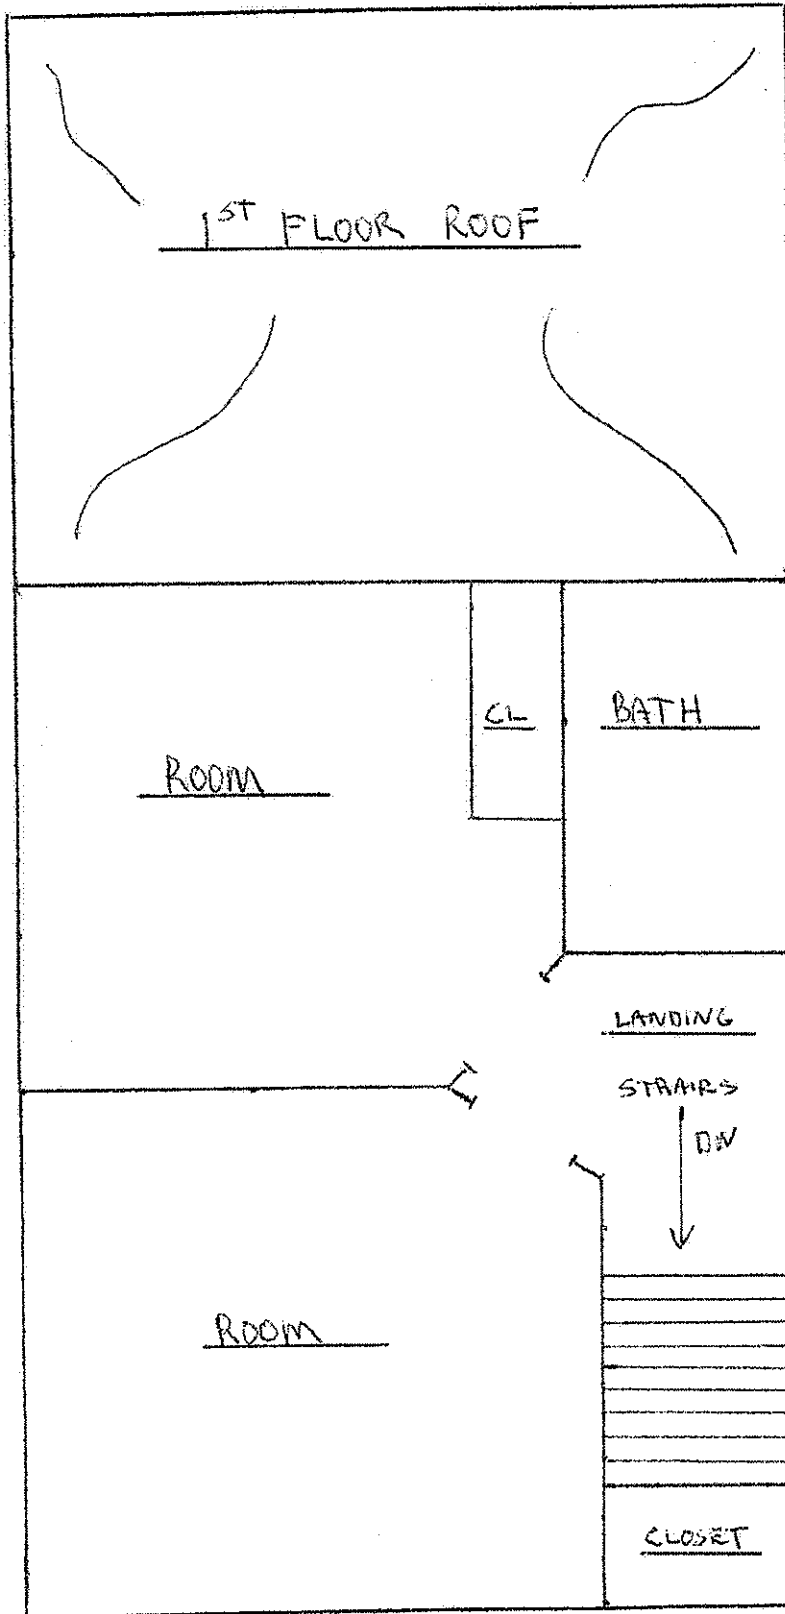 1ST FLOOR ROOF
CL
BATH
ROOM
LANDING
STAIRS
DN
ROOM
CLOSET